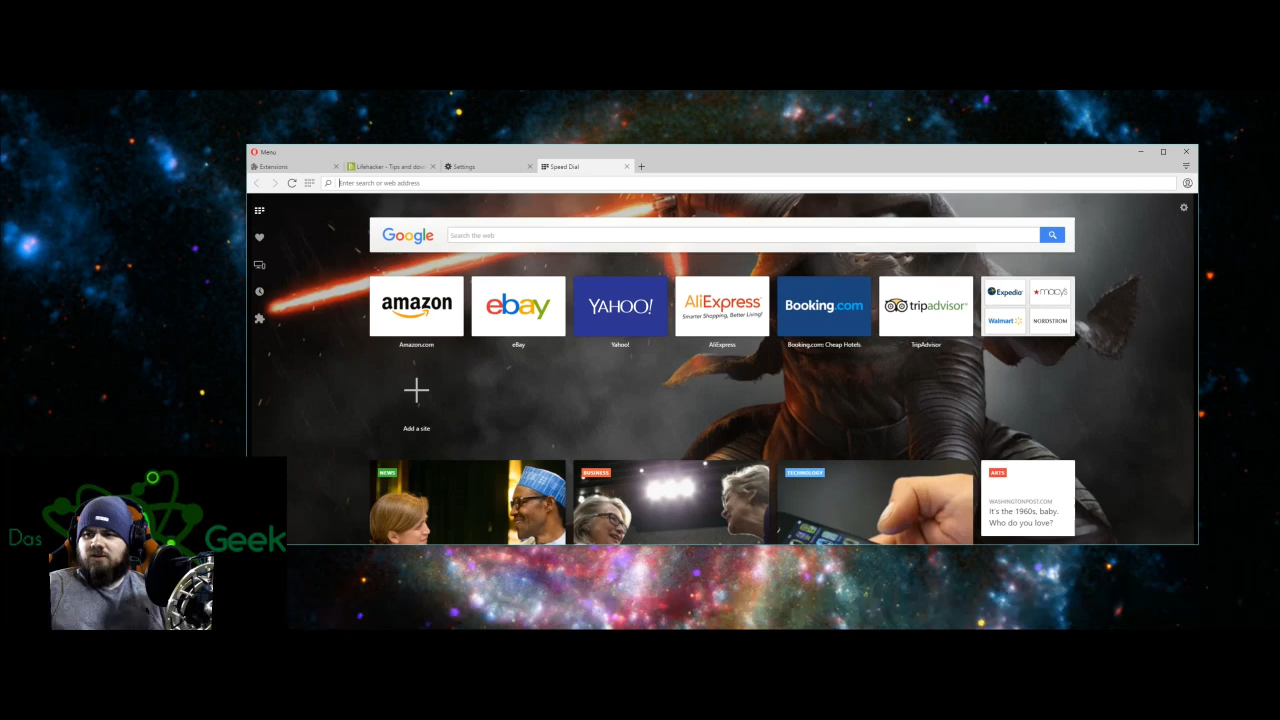 Menu
Extensions
Lifehacker - Tips and dow
Settings
Speed Dial
Enter search or web address
Google
Search the web
amazon
ebay
YAHOO!
AliExpress
Smarter Shopping, Better Living!
Booking.com
tripadvisor
Expedia
macys
Walmart
NORDSTROM
Amazon.com
eBay
Yahoo!
AliExpress
Booking.com: Cheap Hotels
TripAdvisor
Add a site
NEWS
BUSINESS
TECHNOLOGY
ARTS
WASHINGTONPOST.COM
It's the 1960s, baby.
Who do you love?
Das
Geek